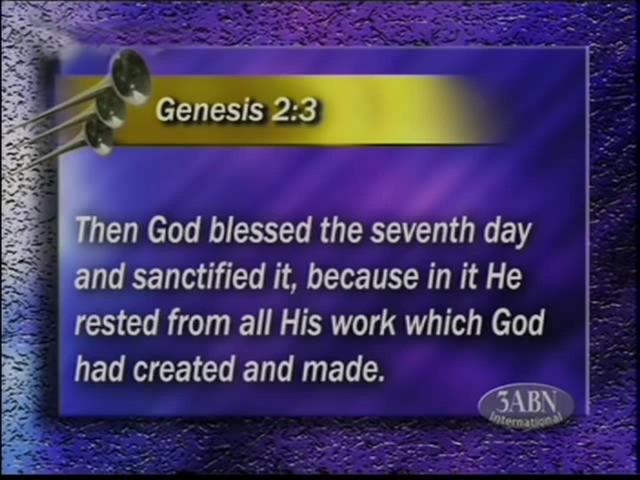 Genesis 2:3
Then God blessed the seventh day
and sanctified it, because in it He
rested from all His work which God
had created and made.
3ABN
International